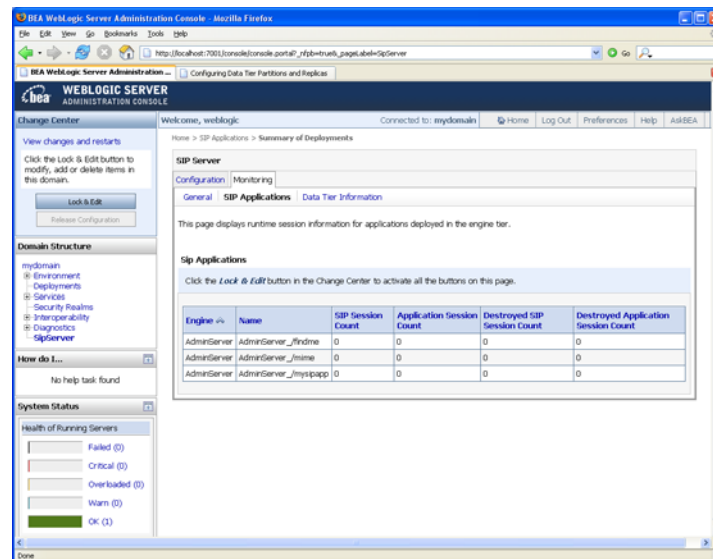 BEA WebLogic Server Administration Console - Mozilla Firefox
File Edit View Go Bookmarks Tools Help
http://localhost:7001/console/console.portal?_nfpb=true&_pageLabel=SipServer
Go
BEA WebLogic Server Administration ...
Configuring Data Tier Partitions and Replicas
bea
WEBLOGIC SERVER
ADMINISTRATION CONSOLE
Change Center
View changes and restarts
Click the Lock & Edit button to
modify, add or delete items in
this domain.
Lock & Edit
Release Configuration
Domain Structure
mydomain
Environment
Deployments
Services
Security Realms
Interoperability
Diagnostics
SipServer
How do I...
No help task found
System Status
Health of Running Servers
Failed (0)
Critical (0)
Overloaded (0)
Warn (0)
OK (1)
Welcome, weblogic
Connected to: mydomain
Home Log Out Preferences Help AskBEA
Home > SIP Applications > Summary of Deployments
SIP Server
Configuration Monitoring
General SIP Applications Data Tier Information
This page displays runtime session information for applications deployed in the engine tier.
Sip Applications
Click the Lock & Edit button in the Change Center to activate all the buttons on this page.
Engine Name SIP Session Count Application Session Count Destroyed SIP Session Count Destroyed Application Session Count
AdminServer AdminServer_/findme 0 0 0 0
AdminServer AdminServer_/mime 0 0 0 0
AdminServer AdminServer_/mysipapp 0 0 0 0
Done